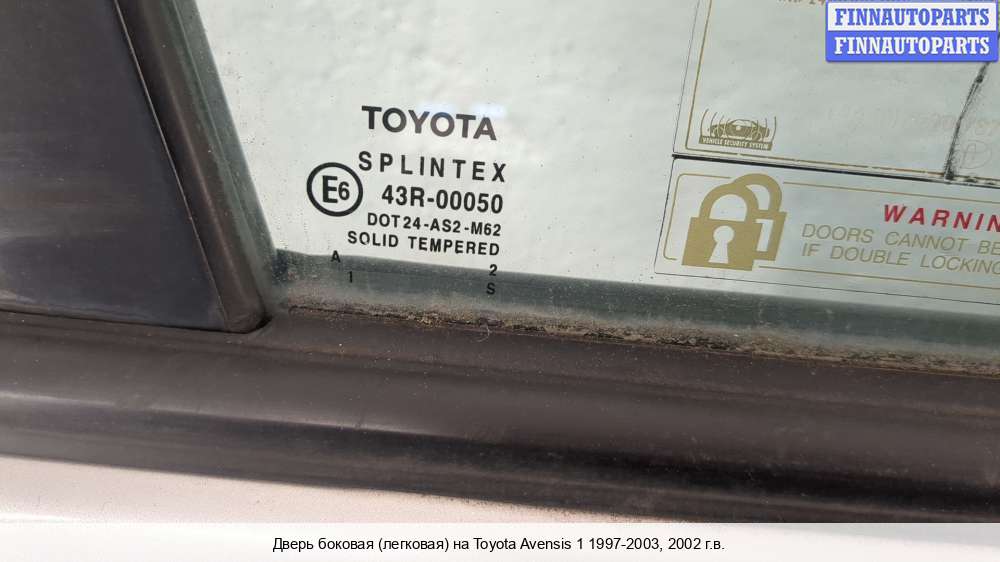 FINNAUTOPARTS
FINNAUTOPARTS
TOYOTA
SPLINTEX
E6 43R-00050
DOT24-AS2-M62
SOLID TEMPERED
A 2
1 S
VEHICLE SECURITY SYSTEM
WARNIN
DOORS CANNOT BE
IF DOUBLE LOCKING
Дверь боковая (легковая) на Toyota Avensis 1 1997-2003, 2002 г.в.